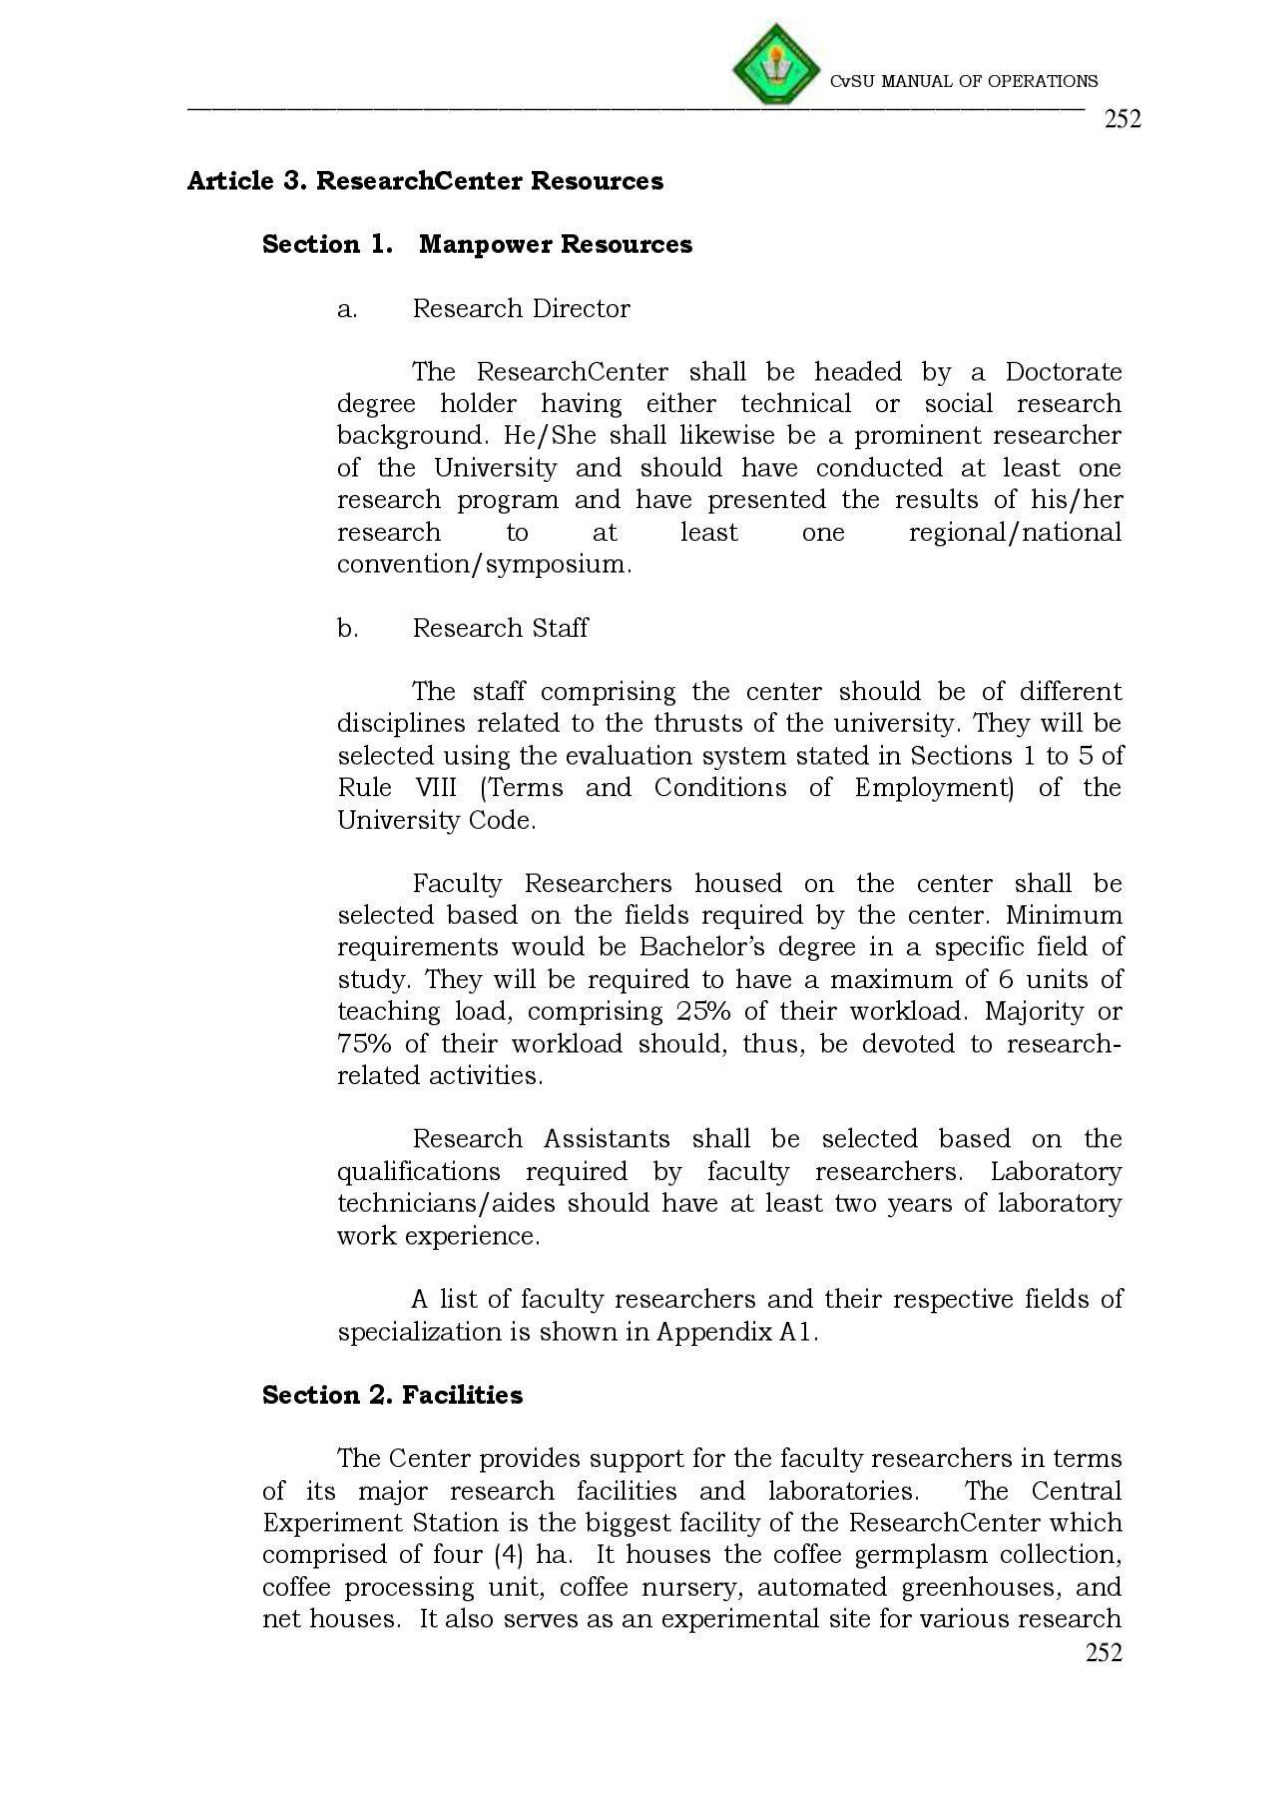 CvSU MANUAL OF OPERATIONS
252
Article 3. ResearchCenter Resources
Section 1. Manpower Resources
a. Research Director
The ResearchCenter shall be headed by a Doctorate
degree holder having either technical or social research
background. He/She shall likewise be a prominent researcher
of the University and should have conducted at least one
research program and have presented the results of his/her
research to at least one regional/national
convention/symposium.
b. Research Staff
The staff comprising the center should be of different
disciplines related to the thrusts of the university. They will be
selected using the evaluation system stated in Sections 1 to 5 of
Rule VIII (Terms and Conditions of Employment) of the
University Code.
Faculty Researchers housed on the center shall be
selected based on the fields required by the center. Minimum
requirements would be Bachelor's degree in a specific field of
study. They will be required to have a maximum of 6 units of
teaching load, comprising 25% of their workload. Majority or
75% of their workload should, thus, be devoted to research-
related activities.
Research Assistants shall be selected based on the
qualifications required by faculty researchers. Laboratory
technicians/aides should have at least two years of laboratory
work experience.
A list of faculty researchers and their respective fields of
specialization is shown in Appendix A1.
Section 2. Facilities
The Center provides support for the faculty researchers in terms
of its major research facilities and laboratories. The Central
Experiment Station is the biggest facility of the ResearchCenter which
comprised of four (4) ha. It houses the coffee germplasm collection,
coffee processing unit, coffee nursery, automated greenhouses, and
net houses. It also serves as an experimental site for various research
252